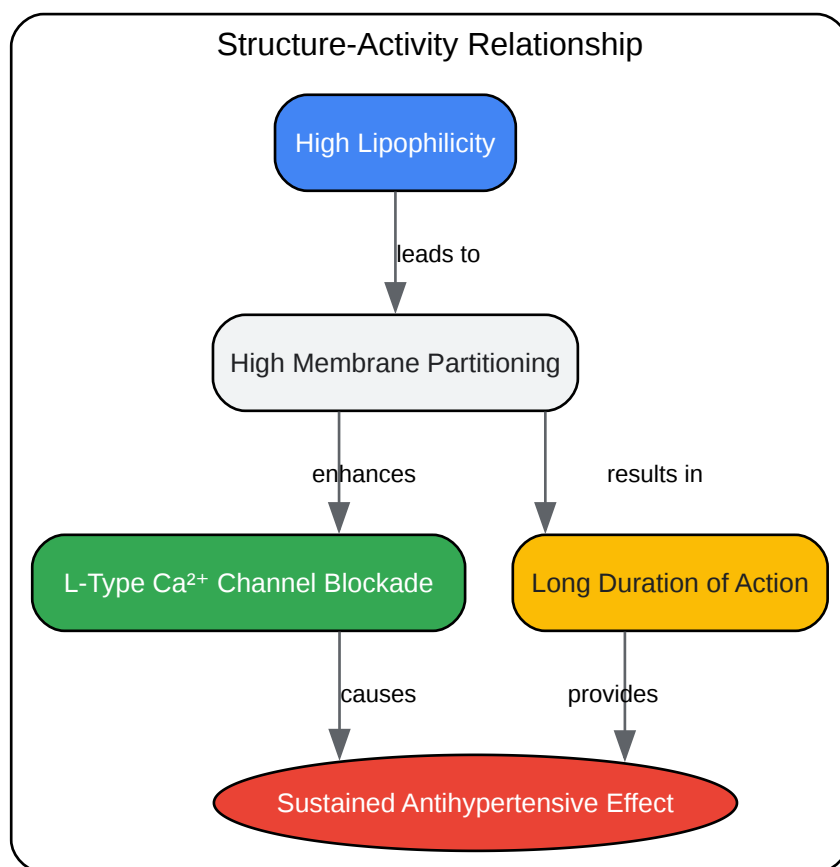 Structure-Activity Relationship
High Lipophilicity
leads to
High Membrane Partitioning
enhances
results in
L-Type Ca²⁺ Channel Blockade
Long Duration of Action
causes
provides
Sustained Antihypertensive Effect